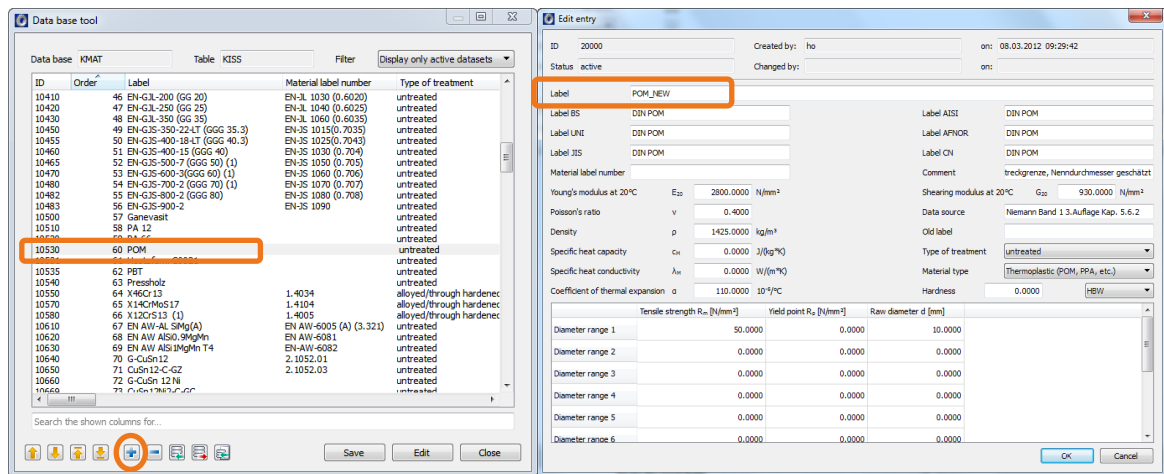 Data base tool
Data base KMAT Table KISS Filter Display only active datasets
ID Order Label Material label number Type of treatment
10410 46 EN-GJL-200 (GG 20) EN-JL 1030 (0.6020) untreated
10420 47 EN-GJL-250 (GG 25) EN-JL 1040 (0.6025) untreated
10430 48 EN-GJL-350 (GG 35) EN-JL 1060 (0.6035) untreated
10450 49 EN-GJS-350-22-LT (GGG 35.3) EN-JS 1015(0.7035) untreated
10455 50 EN-GJS-400-18-LT (GGG 40.3) EN-JS 1025(0.7043) untreated
10460 51 EN-GJS-400-15 (GGG 40) EN-JS 1030 (0.704) untreated
10465 52 EN-GJS-500-7 (GGG 50) (1) EN-JS 1050 (0.705) untreated
10470 53 EN-GJS-600-3(GGG 60) (1) EN-JS 1060 (0.706) untreated
10480 54 EN-GJS-700-2 (GGG 70) (1) EN-JS 1070 (0.707) untreated
10482 55 EN-GJS-800-2 (GGG 80) EN-JS 1080 (0.708) untreated
10483 56 EN-GJS-900-2 EN-JS 1090 untreated
10500 57 Ganevasit untreated
10510 58 PA 12 untreated
10530 60 POM untreated
10535 62 PBT untreated
10540 63 Pressholz untreated
10550 64 X46Cr13 1.4034 alloyed/through hardened
10570 65 X14CrMoS17 1.4104 alloyed/through hardened
10580 66 X12CrS13 (1) 1.4005 alloyed/through hardened
10610 67 EN AW-AL SiMg(A) EN AW-6005 (A) (3.321) untreated
10620 68 EN AW AlSi0.9MgMn EN AW-6081 untreated
10630 69 EN AW AlSi1MgMn T4 EN-AW-6082 untreated
10640 70 G-CuSn12 2.1052.01 untreated
10650 71 CuSn12-C-GZ 2.1052.03 untreated
10660 72 G-CuSn 12 Ni untreated
10669 73 CuSn12Ni2-C-GC untreated
Search the shown columns for...
Save Edit Close
Edit entry
ID 20000 Created by: ho on: 08.03.2012 09:29:42
Status active Changed by: on:
Label POM_NEW
Label BS DIN POM Label AISI DIN POM
Label UNI DIN POM Label AFNOR DIN POM
Label JIS DIN POM Label CN DIN POM
Material label number Comment treckgrenze, Nenndurchmesser geschätzt
Young's modulus at 20°C E₂₀ 2800.0000 N/mm² Shearing modulus at 20°C G₂₀ 930.0000 N/mm²
Poisson's ratio ν 0.4000 Data source Niemann Band 1 3.Auflage Kap. 5.6.2
Density ρ 1425.0000 kg/m³ Old label
Specific heat capacity cₘ 0.0000 J/(kg*K) Type of treatment untreated
Specific heat conductivity λₘ 0.0000 W/(m*K) Material type Thermoplastic (POM, PPA, etc.)
Coefficient of thermal expansion α 110.0000 10⁻⁶/°C Hardness 0.0000 HBW
Tensile strength Rₘ [N/mm²] Yield point Rₚ [N/mm²] Raw diameter d [mm]
Diameter range 1 50.0000 0.0000 10.0000
Diameter range 2 0.0000 0.0000 0.0000
Diameter range 3 0.0000 0.0000 0.0000
Diameter range 4 0.0000 0.0000 0.0000
Diameter range 5 0.0000 0.0000 0.0000
Diameter range 6 0.0000 0.0000 0.0000
OK Cancel